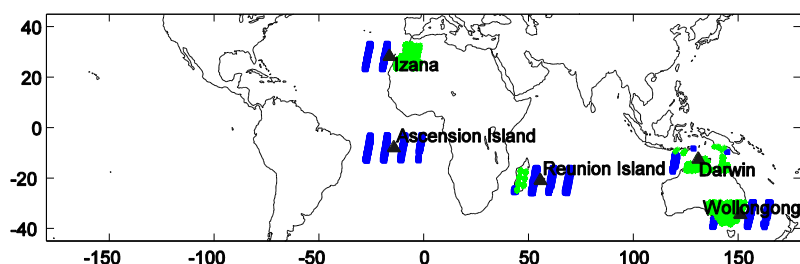 40
20
Izana
0
Ascension Island
Reunion Island
-20
Darwin
Wollongong
-40
-150 -100 -50 0 50 100 150